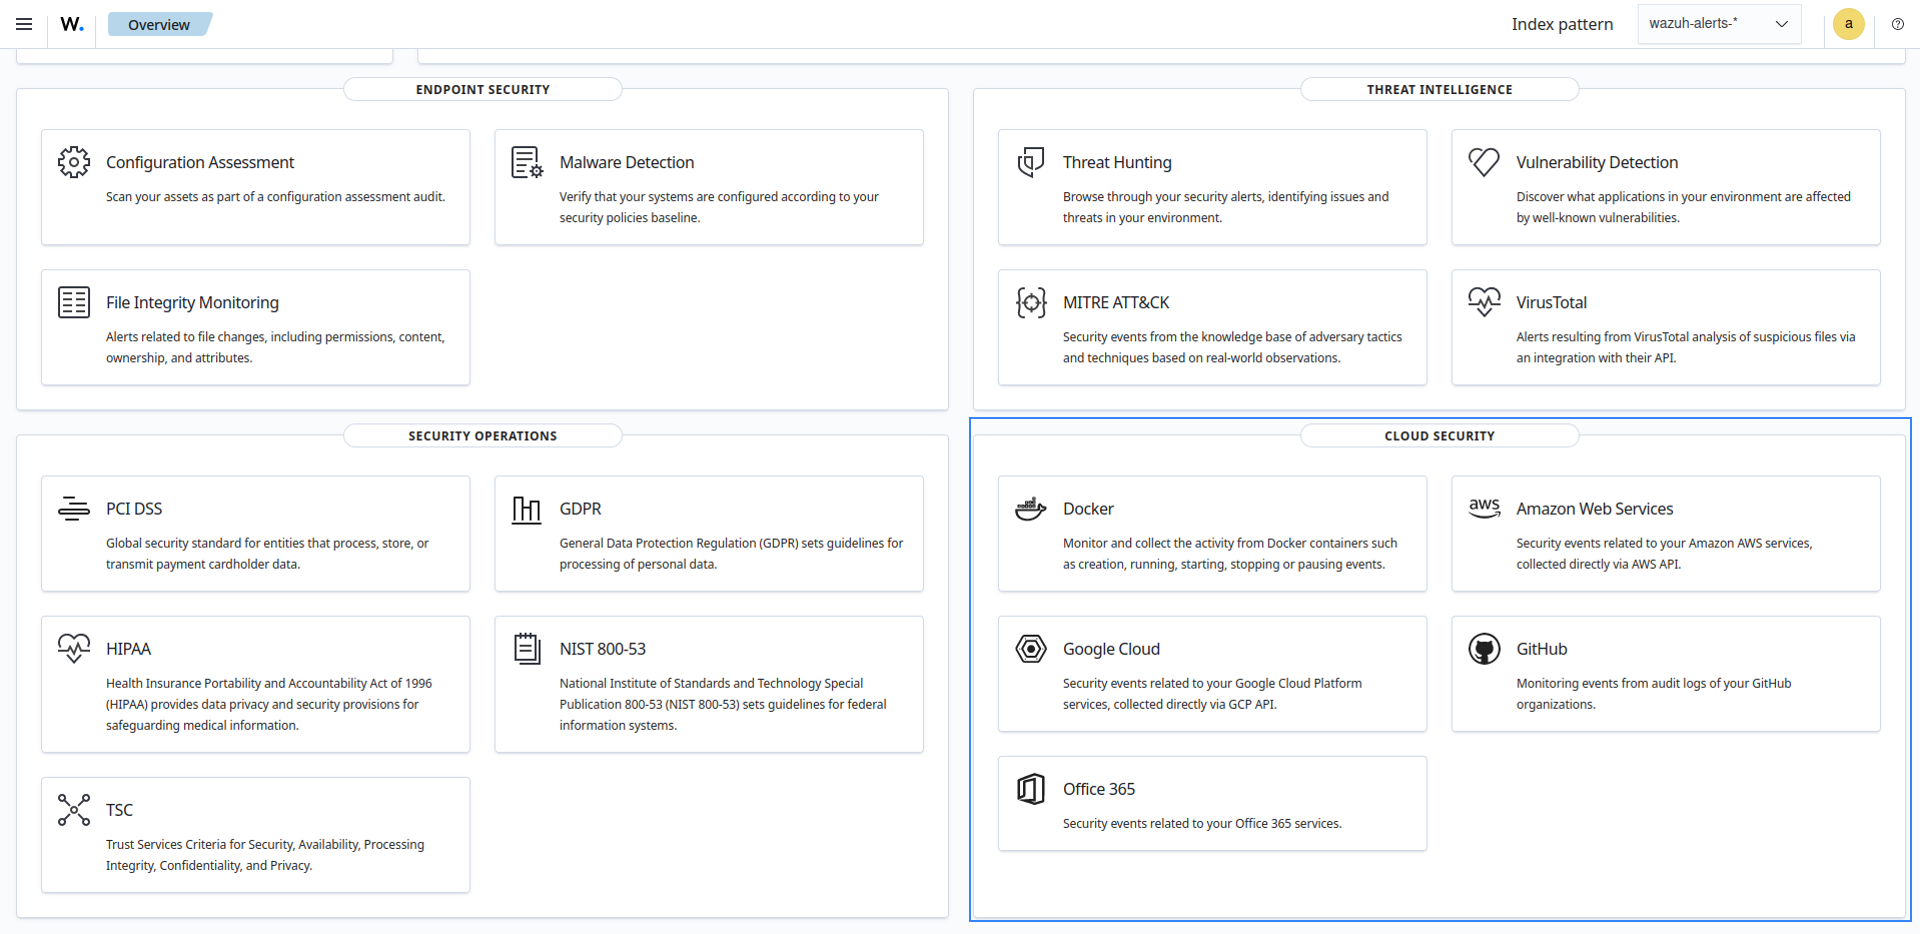 W.
Overview
Index pattern
wazuh-alerts-*
a
ENDPOINT SECURITY
Configuration Assessment
Scan your assets as part of a configuration assessment audit.
Malware Detection
Verify that your systems are configured according to your
security policies baseline.
File Integrity Monitoring
Alerts related to file changes, including permissions, content,
ownership, and attributes.
THREAT INTELLIGENCE
Threat Hunting
Browse through your security alerts, identifying issues and
threats in your environment.
Vulnerability Detection
Discover what applications in your environment are affected
by well-known vulnerabilities.
MITRE ATT&CK
Security events from the knowledge base of adversary tactics
and techniques based on real-world observations.
VirusTotal
Alerts resulting from VirusTotal analysis of suspicious files via
an integration with their API.
SECURITY OPERATIONS
PCI DSS
Global security standard for entities that process, store, or
transmit payment cardholder data.
GDPR
General Data Protection Regulation (GDPR) sets guidelines for
processing of personal data.
HIPAA
Health Insurance Portability and Accountability Act of 1996
(HIPAA) provides data privacy and security provisions for
safeguarding medical information.
NIST 800-53
National Institute of Standards and Technology Special
Publication 800-53 (NIST 800-53) sets guidelines for federal
information systems.
TSC
Trust Services Criteria for Security, Availability, Processing
Integrity, Confidentiality, and Privacy.
CLOUD SECURITY
Docker
Monitor and collect the activity from Docker containers such
as creation, running, starting, stopping or pausing events.
aws
Amazon Web Services
Security events related to your Amazon AWS services,
collected directly via AWS API.
Google Cloud
Security events related to your Google Cloud Platform
services, collected directly via GCP API.
GitHub
Monitoring events from audit logs of your GitHub
organizations.
Office 365
Security events related to your Office 365 services.